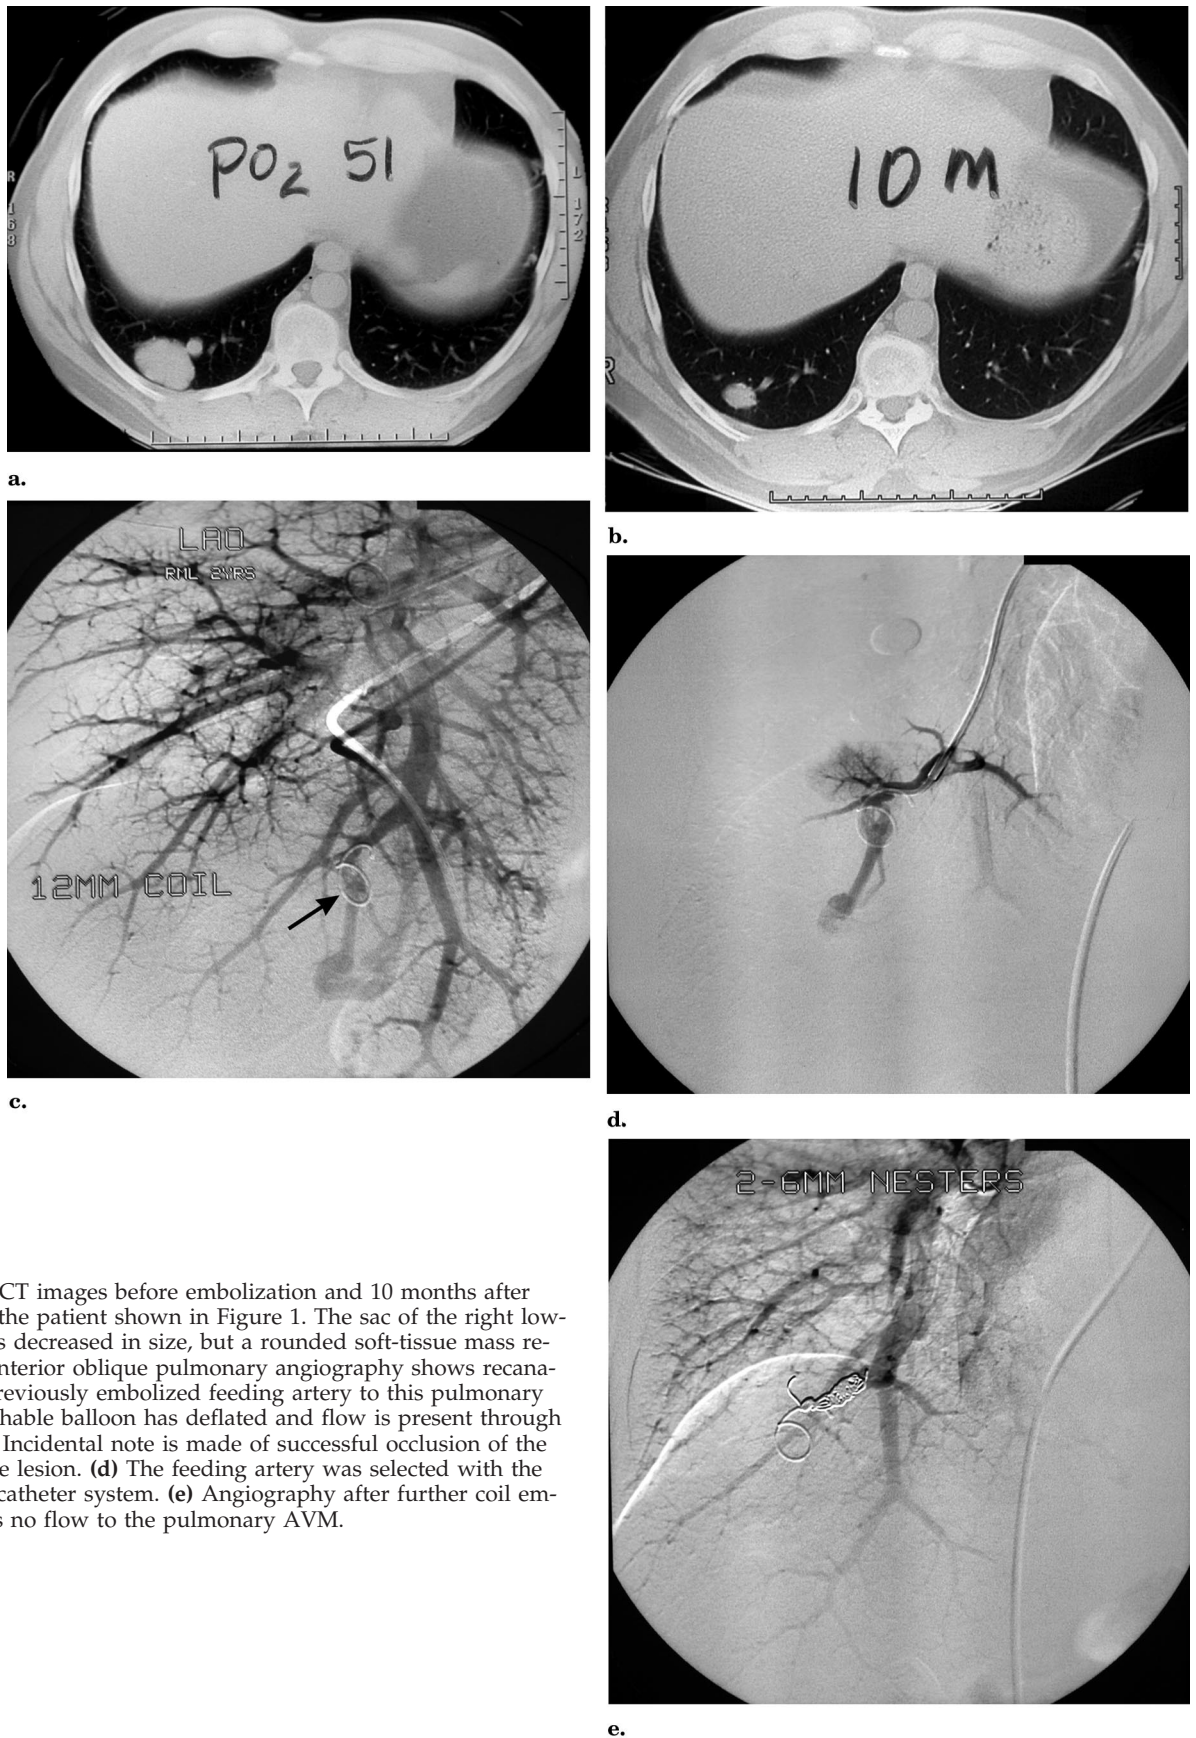 PO2 51
R
168
L
172
a.
10 M
R
b.
LAO
RML 2YRS
12MM COIL
c.
d.
2-6MM NESTERS
CT images before embolization and 10 months after
the patient shown in Figure 1. The sac of the right low-
s decreased in size, but a rounded soft-tissue mass re-
nterior oblique pulmonary angiography shows recana-
reviously embolized feeding artery to this pulmonary
hable balloon has deflated and flow is present through
Incidental note is made of successful occlusion of the
e lesion. (d) The feeding artery was selected with the
catheter system. (e) Angiography after further coil em-
s no flow to the pulmonary AVM.
e.